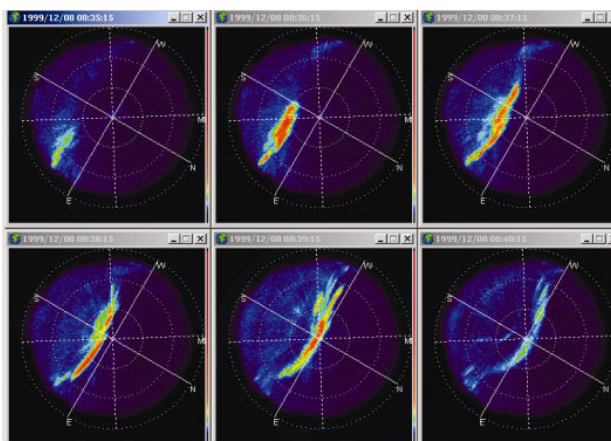 1999/12/08 08:35:15
1999/12/08 08:36:15
1999/12/08 08:37:15
S W
M
E N
S W
M
E N
S W
M
E N
1999/12/08 08:38:15
1999/12/08 08:39:15
1999/12/08 08:40:15
S W
M
E N
S W
M
E N
S W
M
E N